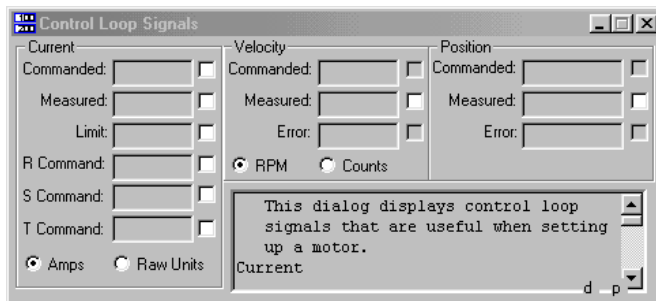 Control Loop Signals
Current
Commanded:
Measured:
Limit:
R Command:
S Command:
T Command:
Amps Raw Units
Velocity
Commanded:
Measured:
Error:
RPM Counts
Position
Commanded:
Measured:
Error:
This dialog displays control loop
signals that are useful when setting
up a motor.
Current
d_p